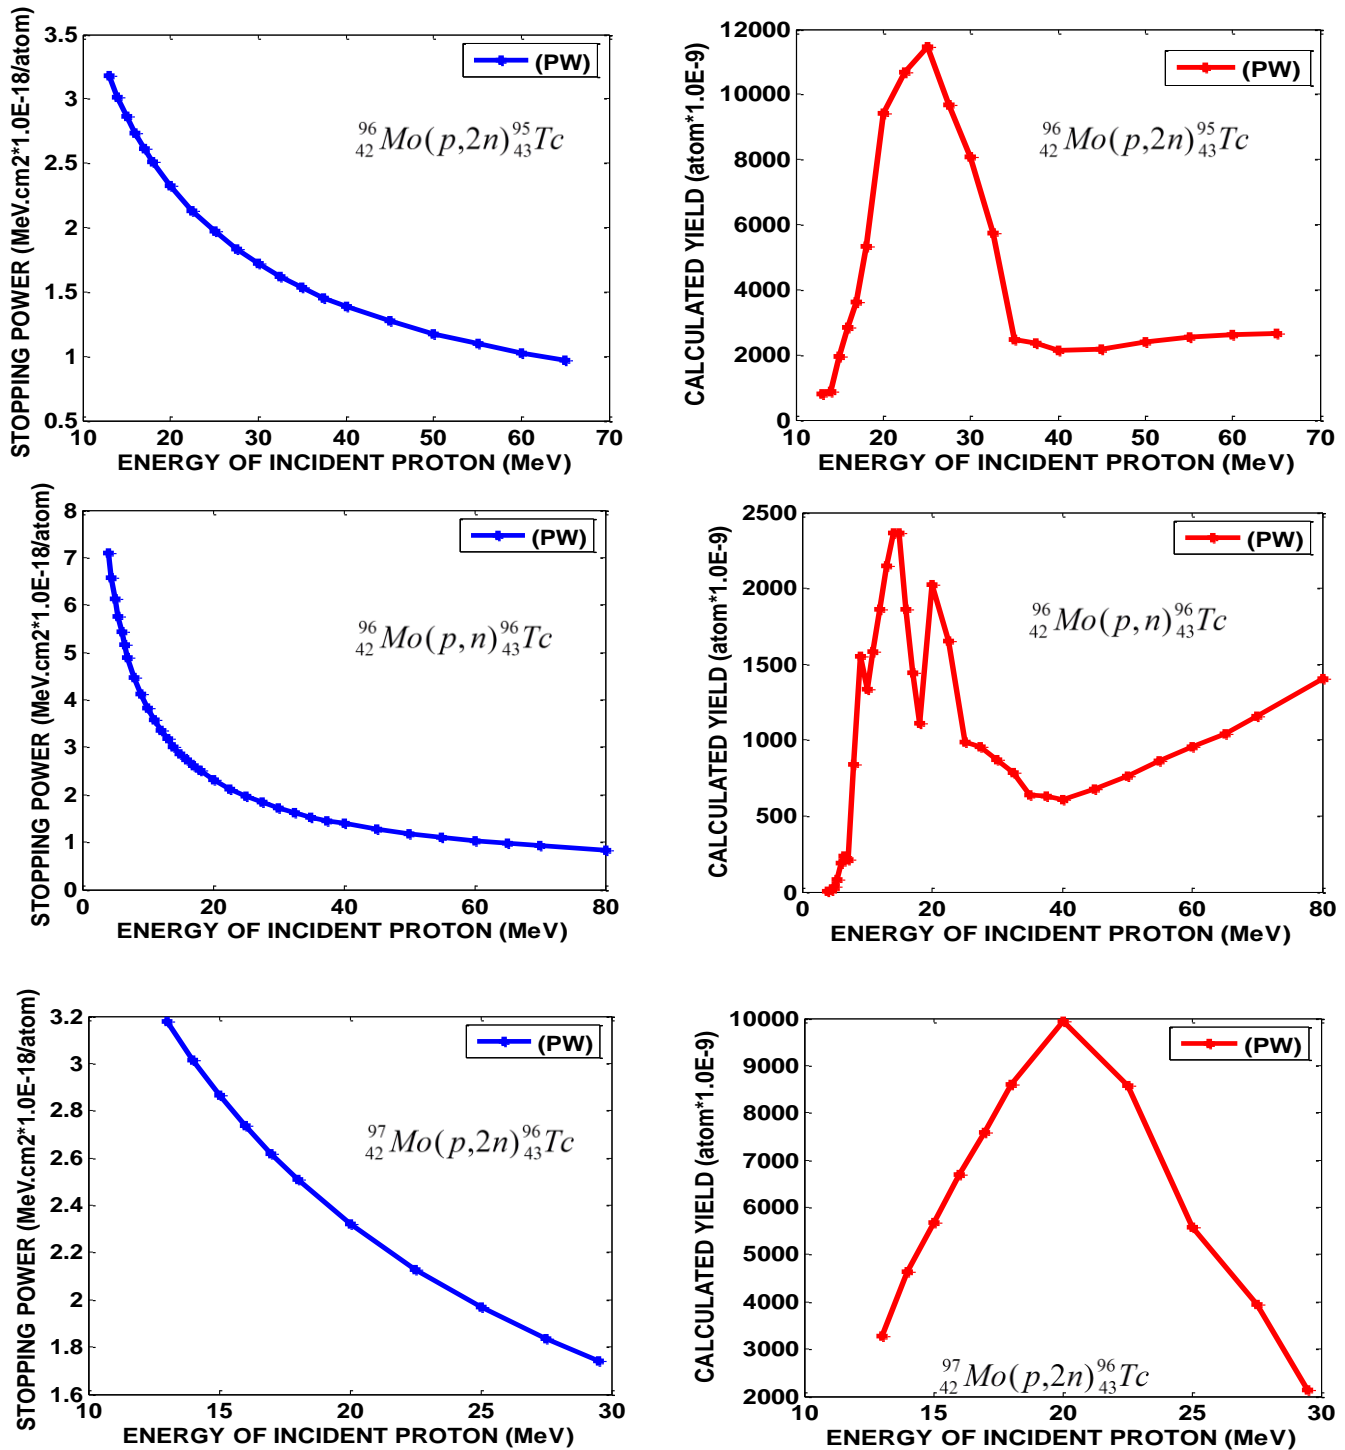 STOPPING POWER (MeV.cm2*1.0E-18/atom)
3.5
3
2.5
2
1.5
1
0.5
(PW)
⁹⁶₄₂Mo(p,2n)⁹⁵₄₃Tc
10 20 30 40 50 60 70
ENERGY OF INCIDENT PROTON (MeV)
CALCULATED YIELD (atom*1.0E-9)
12000
10000
8000
6000
4000
2000
0
(PW)
⁹⁶₄₂Mo(p,2n)⁹⁵₄₃Tc
10 20 30 40 50 60 70
ENERGY OF INCIDENT PROTON (MeV)
STOPPING POWER (MeV.cm2*1.0E-18/atom)
8
7
6
5
4
3
2
1
0
(PW)
⁹⁶₄₂Mo(p,n)⁹⁶₄₃Tc
0 20 40 60 80
ENERGY OF INCIDENT PROTON (MeV)
CALCULATED YIELD (atom*1.0E-9)
2500
2000
1500
1000
500
0
(PW)
⁹⁶₄₂Mo(p,n)⁹⁶₄₃Tc
0 20 40 60 80
ENERGY OF INCIDENT PROTON (MeV)
STOPPING POWER (MeV.cm2*1.0E-18/atom)
3.2
3
2.8
2.6
2.4
2.2
2
1.8
1.6
(PW)
⁹⁷₄₂Mo(p,2n)⁹⁶₄₃Tc
10 15 20 25 30
ENERGY OF INCIDENT PROTON (MeV)
CALCULATED YIELD (atom*1.0E-9)
10000
9000
8000
7000
6000
5000
4000
3000
2000
(PW)
⁹⁷₄₂Mo(p,2n)⁹⁶₄₃Tc
10 15 20 25 30
ENERGY OF INCIDENT PROTON (MeV)